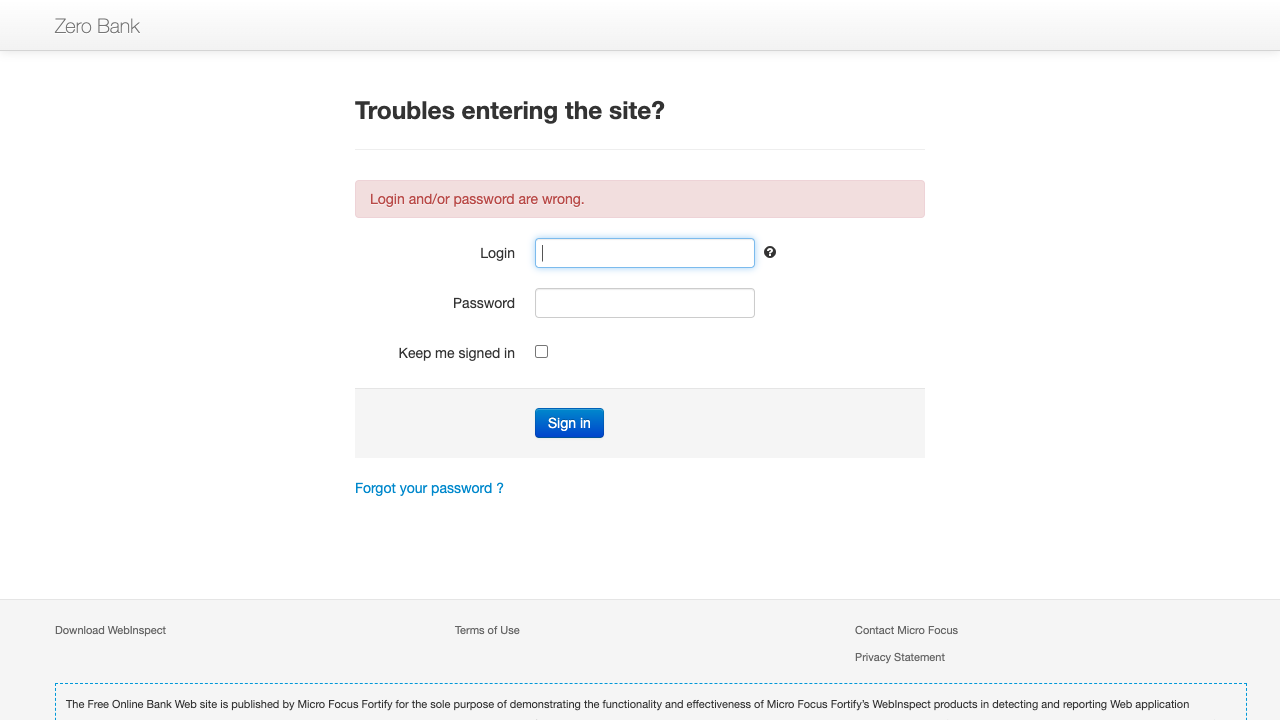 Zero Bank
Troubles entering the site?
Login and/or password are wrong.
Login
Password
Keep me signed in
Sign in
Forgot your password ?
Download WebInspect
Terms of Use
Contact Micro Focus
Privacy Statement
The Free Online Bank Web site is published by Micro Focus Fortify for the sole purpose of demonstrating the functionality and effectiveness of Micro Focus Fortify's WebInspect products in detecting and reporting Web application